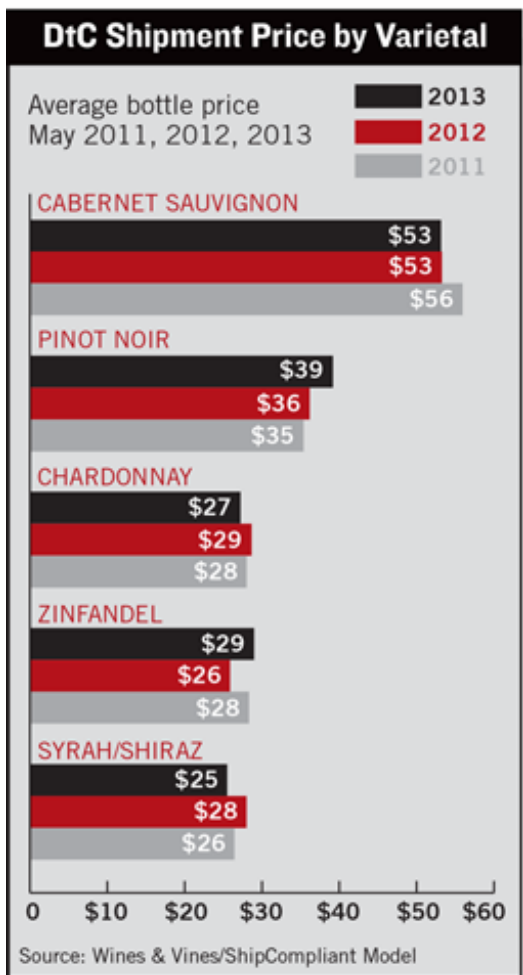 DtC Shipment Price by Varietal
Average bottle price
May 2011, 2012, 2013
2013
2012
2011
CABERNET SAUVIGNON
$53
$53
$56
PINOT NOIR
$39
$36
$35
CHARDONNAY
$27
$29
$28
ZINFANDEL
$29
$26
$28
SYRAH/SHIRAZ
$25
$28
$26
0 $10 $20 $30 $40 $50 $60
Source: Wines & Vines/ShipCompliant Model